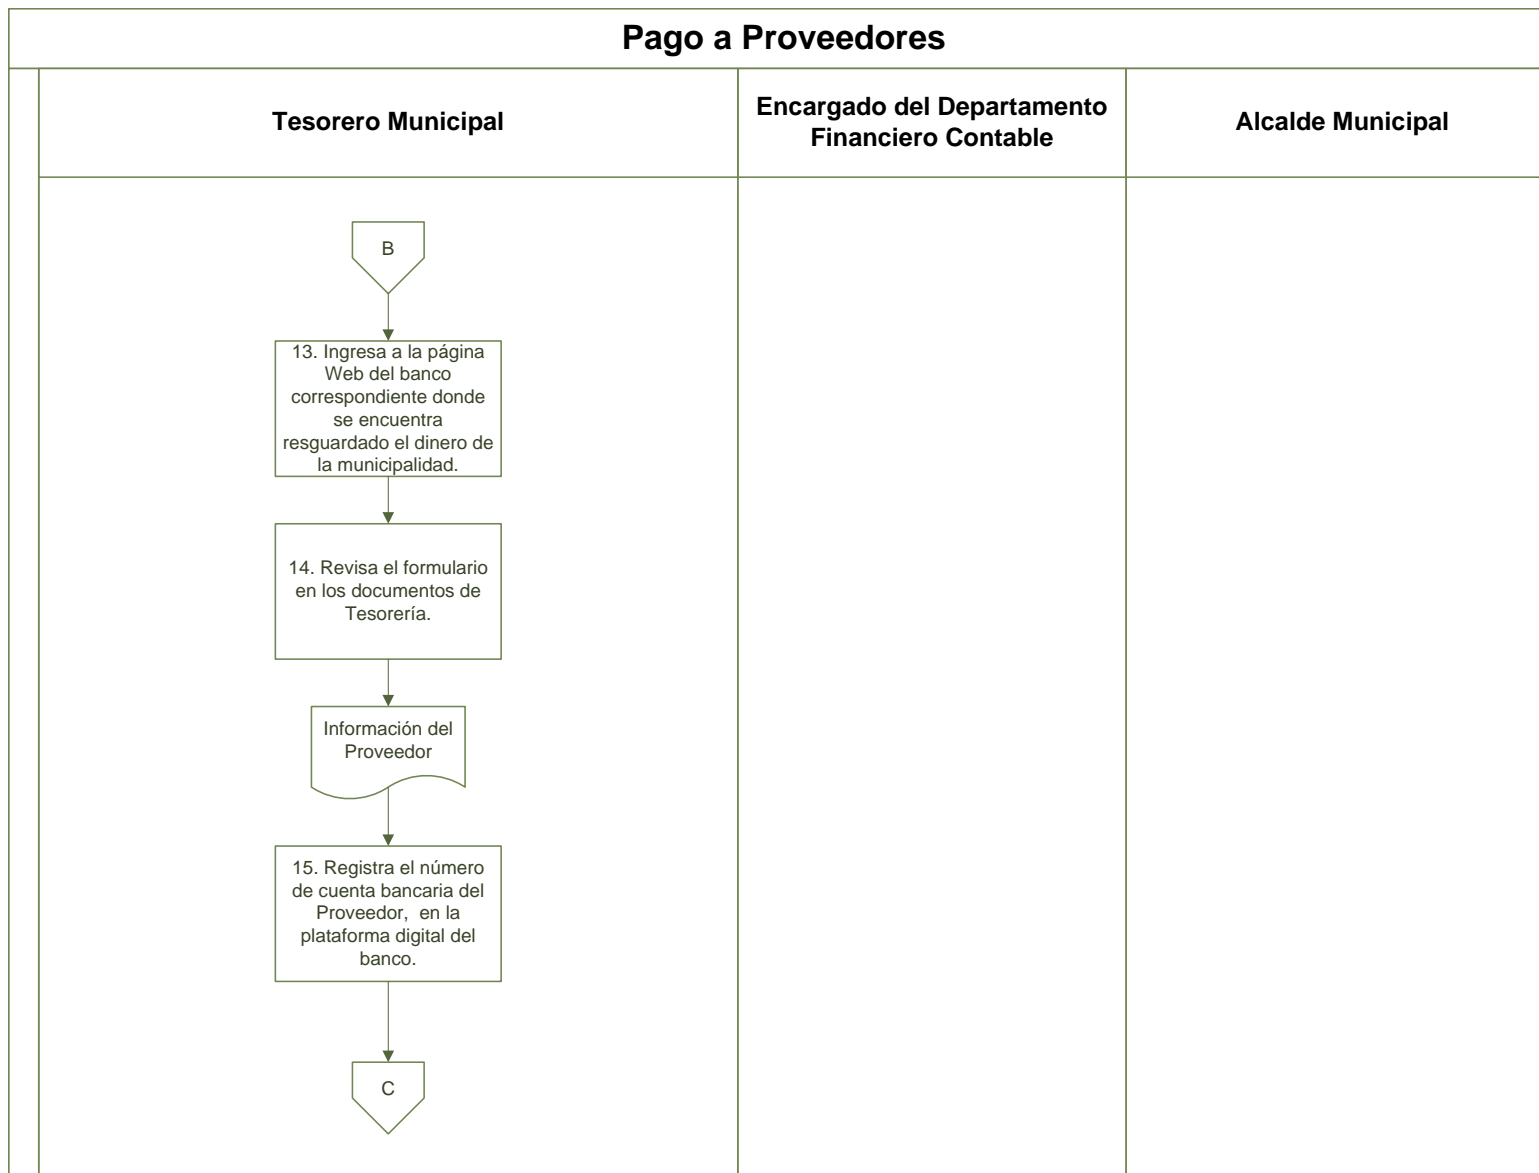 Pago a Proveedores
Tesorero Municipal
Encargado del Departamento
Financiero Contable
Alcalde Municipal
B
13. Ingresa a la página
Web del banco
correspondiente donde
se encuentra
resguardado el dinero de
la municipalidad.
14. Revisa el formulario
en los documentos de
Tesorería.
Información del
Proveedor
15. Registra el número
de cuenta bancaria del
Proveedor,  en la
plataforma digital del
banco.
C